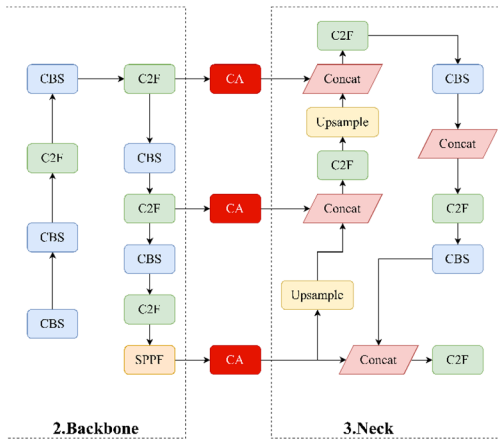 C2F
CBS
C2F
CA
Concat
CBS
Upsample
Concat
C2F
CBS
C2F
C2F
CA
Concat
C2F
CBS
CBS
CBS
Upsample
C2F
CBS
SPPF
CA
Concat
C2F
2.Backbone
3.Neck